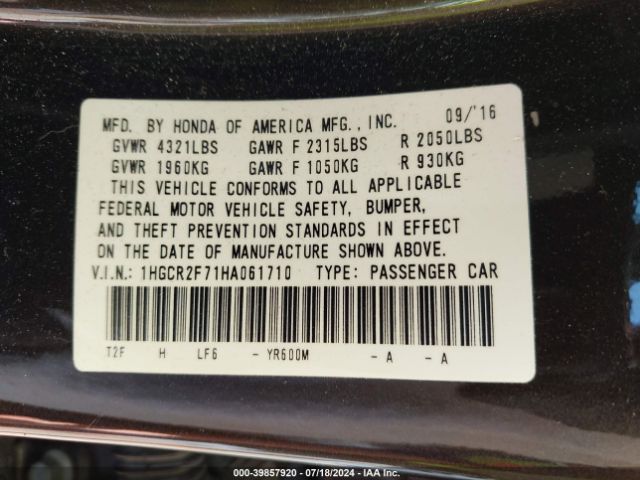 MFD. BY HONDA OF AMERICA MFG., INC. 09/'16
GVWR 4321LBS GAWR F 2315LBS R 2050LBS
GVWR 1960KG GAWR F 1050KG R 930KG
THIS VEHICLE CONFORMS TO ALL APPLICABLE
FEDERAL MOTOR VEHICLE SAFETY, BUMPER,
AND THEFT PREVENTION STANDARDS IN EFFECT
ON THE DATE OF MANUFACTURE SHOWN ABOVE.
V.I.N.: 1HGCR2F71HA061710 TYPE: PASSENGER CAR
T2F H LF6 - YR600M - A - A
000-39857920 - 07/18/2024 - IAA Inc.